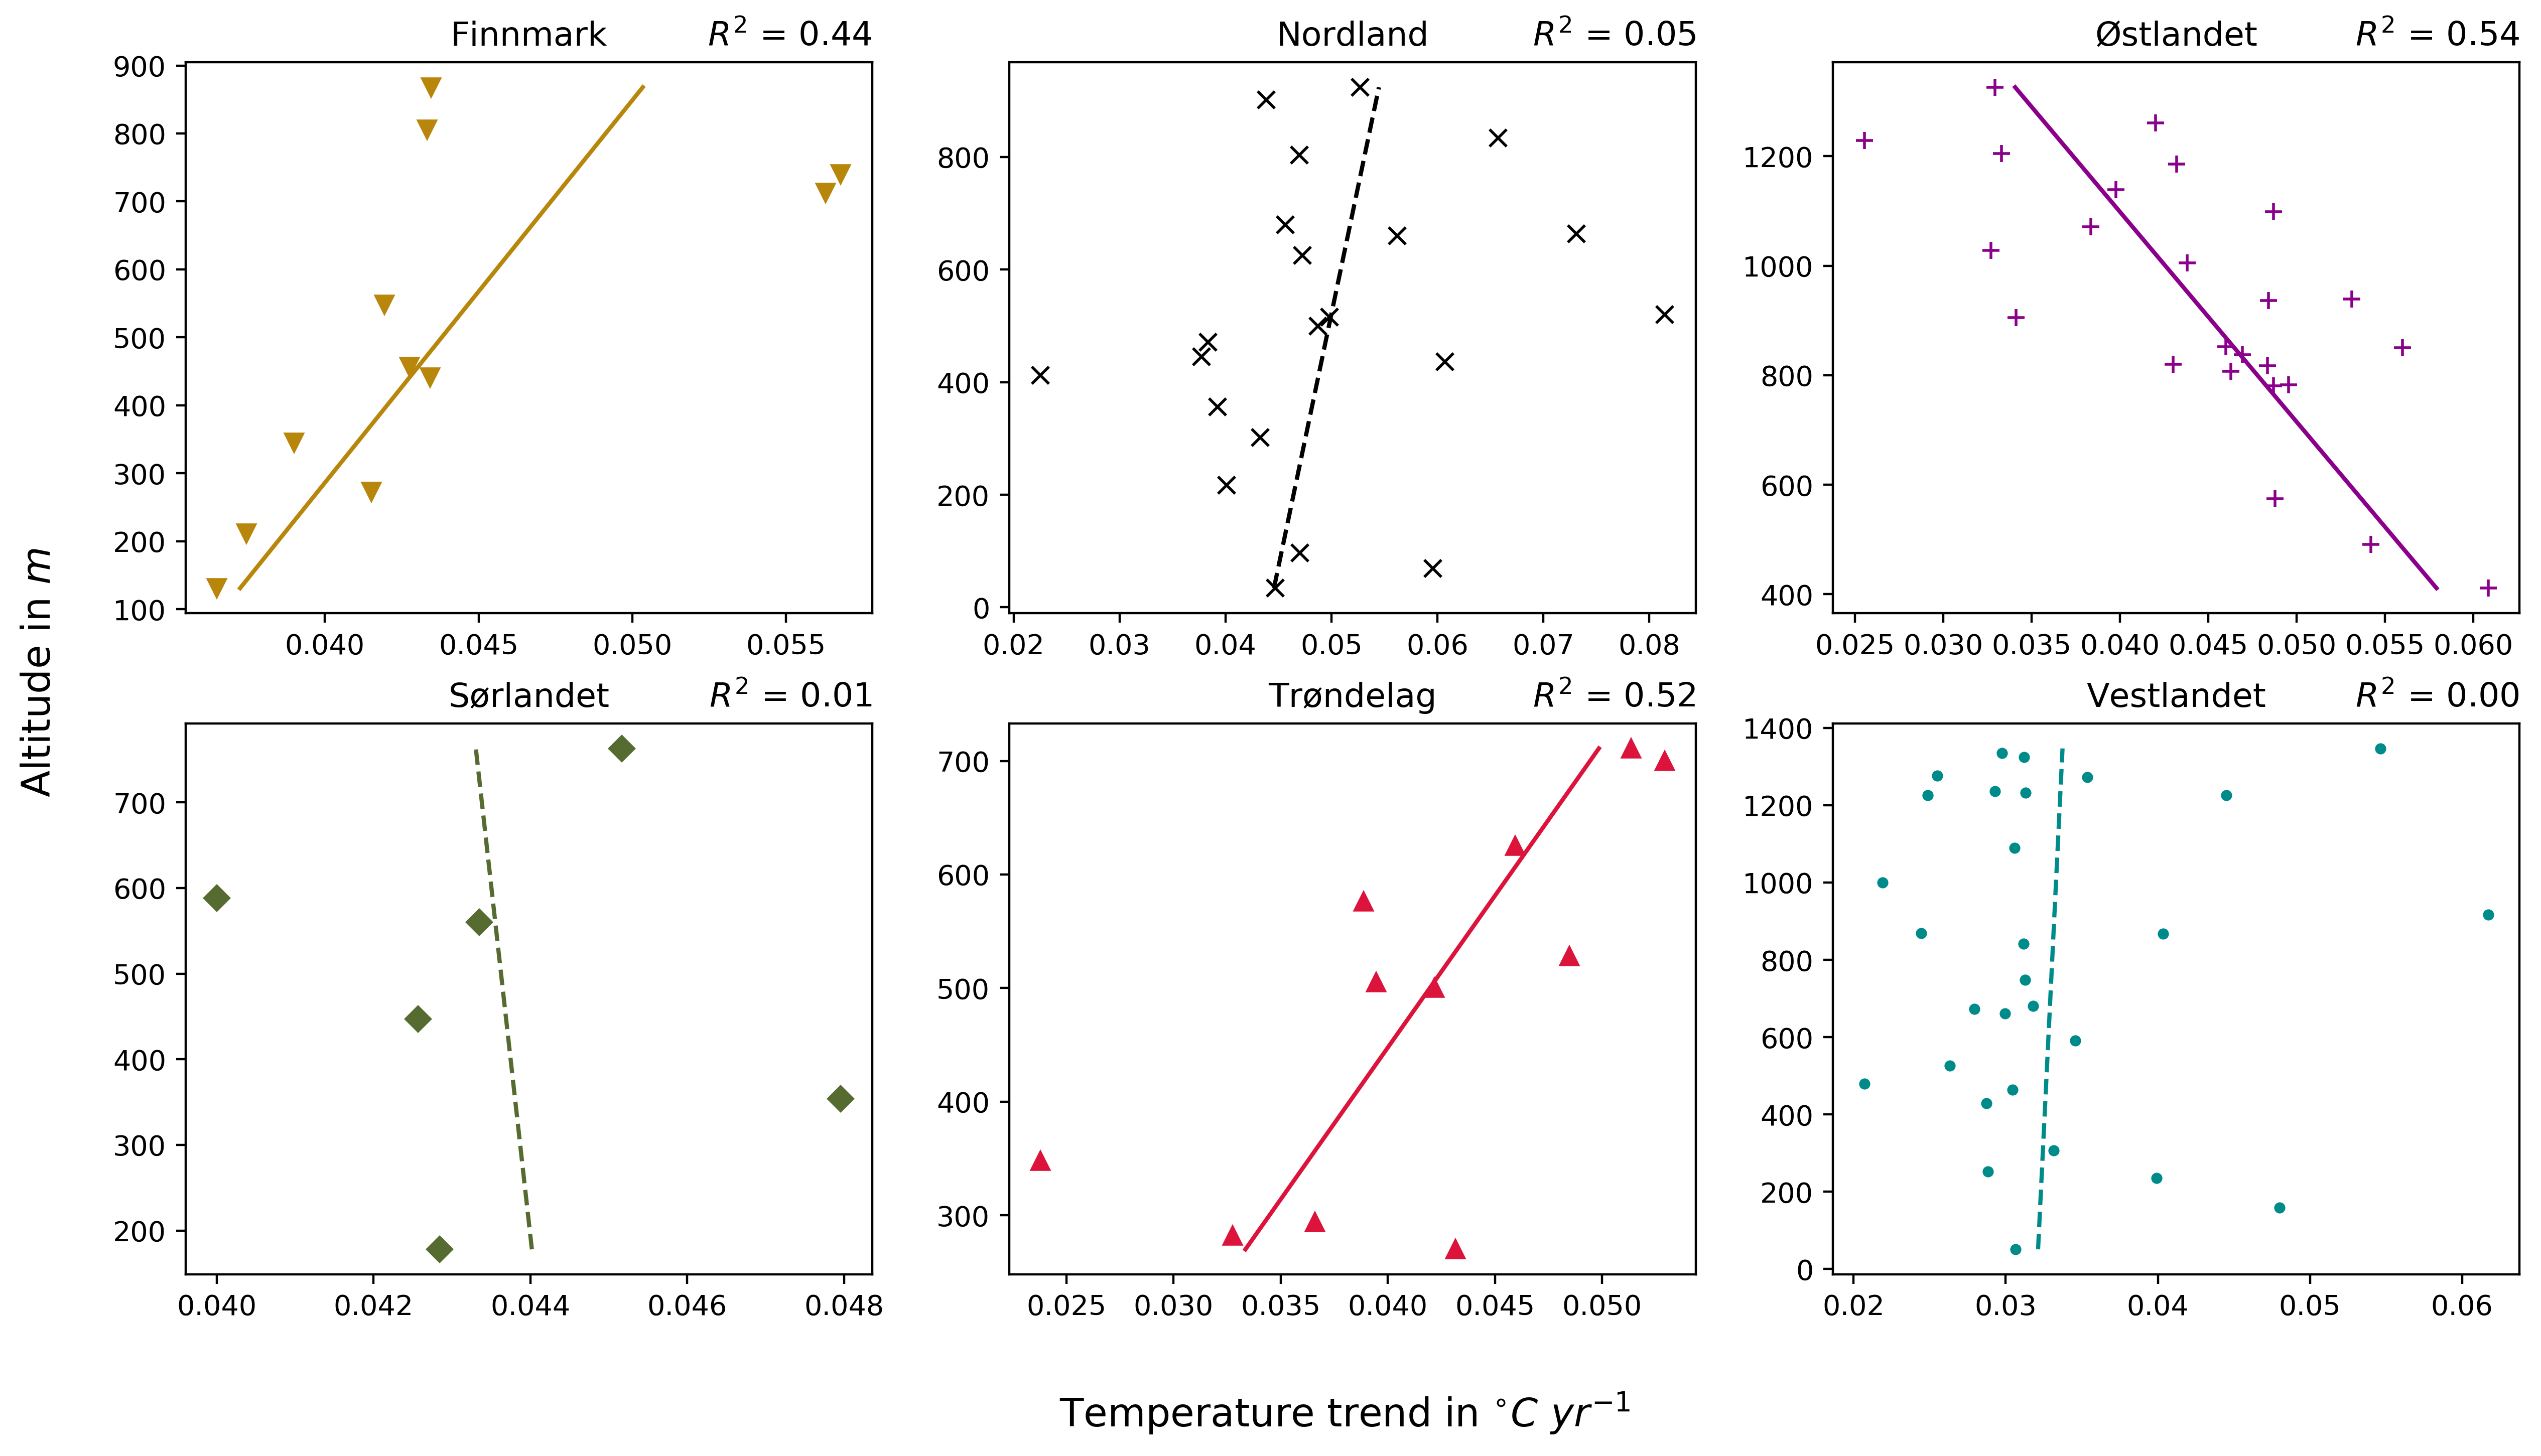 Finnmark R² = 0.44
Nordland R² = 0.05
Østlandet R² = 0.54
900
800
700
600
500
400
300
200
100
0.040 0.045 0.050 0.055
800
600
400
200
0
0.02 0.03 0.04 0.05 0.06 0.07 0.08
1200
1000
800
600
400
0.025 0.030 0.035 0.040 0.045 0.050 0.055 0.060
Altitude in m
Sørlandet R² = 0.01
Trøndelag R² = 0.52
Vestlandet R² = 0.00
700
600
500
400
300
200
0.040 0.042 0.044 0.046 0.048
700
600
500
400
300
0.025 0.030 0.035 0.040 0.045 0.050
1400
1200
1000
800
600
400
200
0
0.02 0.03 0.04 0.05 0.06
Temperature trend in °C yr⁻¹